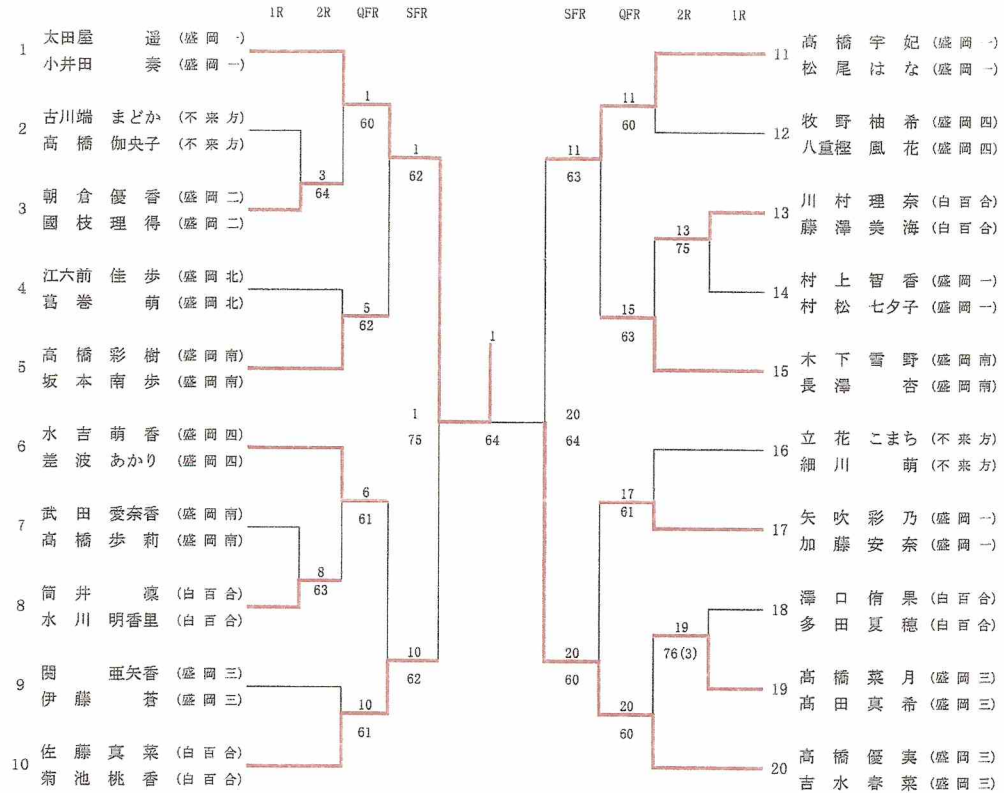 1R 2R QFR SFR SFR QFR 2R 1R
1 太田屋 遥 (盛岡一)
小井田 奏 (盛岡一)
2 古川端 まどか (不来方)
高橋 伽央子 (不来方)
3 朝倉優香 (盛岡二)
國枝理得 (盛岡二)
4 江六前 佳歩 (盛岡北)
葛巻 萌 (盛岡北)
5 高橋彩樹 (盛岡南)
坂本南歩 (盛岡南)
6 水吉萌香 (盛岡四)
差波あかり (盛岡四)
7 武田愛奈香 (盛岡南)
高橋歩莉 (盛岡南)
8 筒井 凛 (白百合)
水川明香里 (白百合)
9 関 亜矢香 (盛岡三)
伊藤 蒼 (盛岡三)
10 佐藤真菜 (白百合)
菊池桃香 (白百合)
3
64
8
63
1
60
5
62
6
61
10
61
1
62
10
62
1
75
1
64
20
64
11
63
20
60
11
60
15
63
17
61
20
60
13
75
19
76(3)
11 高橋宇妃 (盛岡一)
松尾はな (盛岡一)
12 牧野柚希 (盛岡四)
八重樫風花 (盛岡四)
13 川村理奈 (白百合)
藤澤美海 (白百合)
14 村上智香 (盛岡一)
村松七夕子 (盛岡一)
15 木下雪野 (盛岡南)
長澤 杏 (盛岡南)
16 立花こまち (不来方)
細川 萌 (不来方)
17 矢吹彩乃 (盛岡一)
加藤安奈 (盛岡一)
18 澤口侑果 (白百合)
多田夏穂 (白百合)
19 高橋菜月 (盛岡三)
高田真希 (盛岡三)
20 高橋優実 (盛岡三)
吉水春菜 (盛岡三)